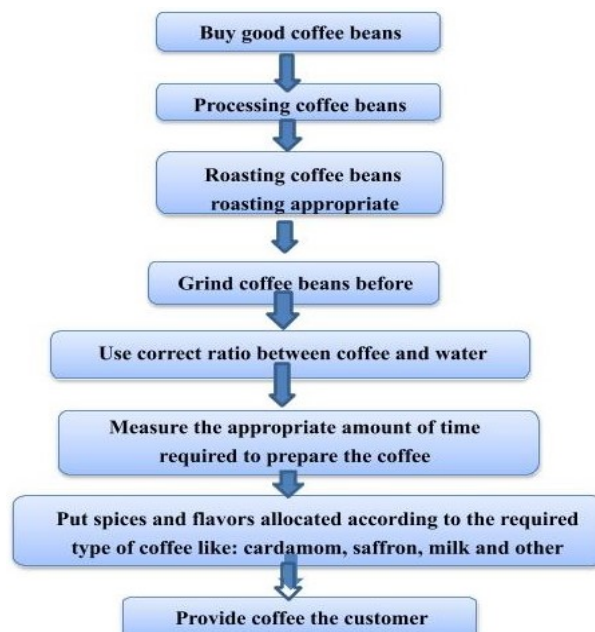 Buy good coffee beans
Processing coffee beans
Roasting coffee beans
roasting appropriate
Grind coffee beans before
Use correct ratio between coffee and water
Measure the appropriate amount of time
required to prepare the coffee
Put spices and flavors allocated according to the required
type of coffee like: cardamom, saffron, milk and other
Provide coffee the customer